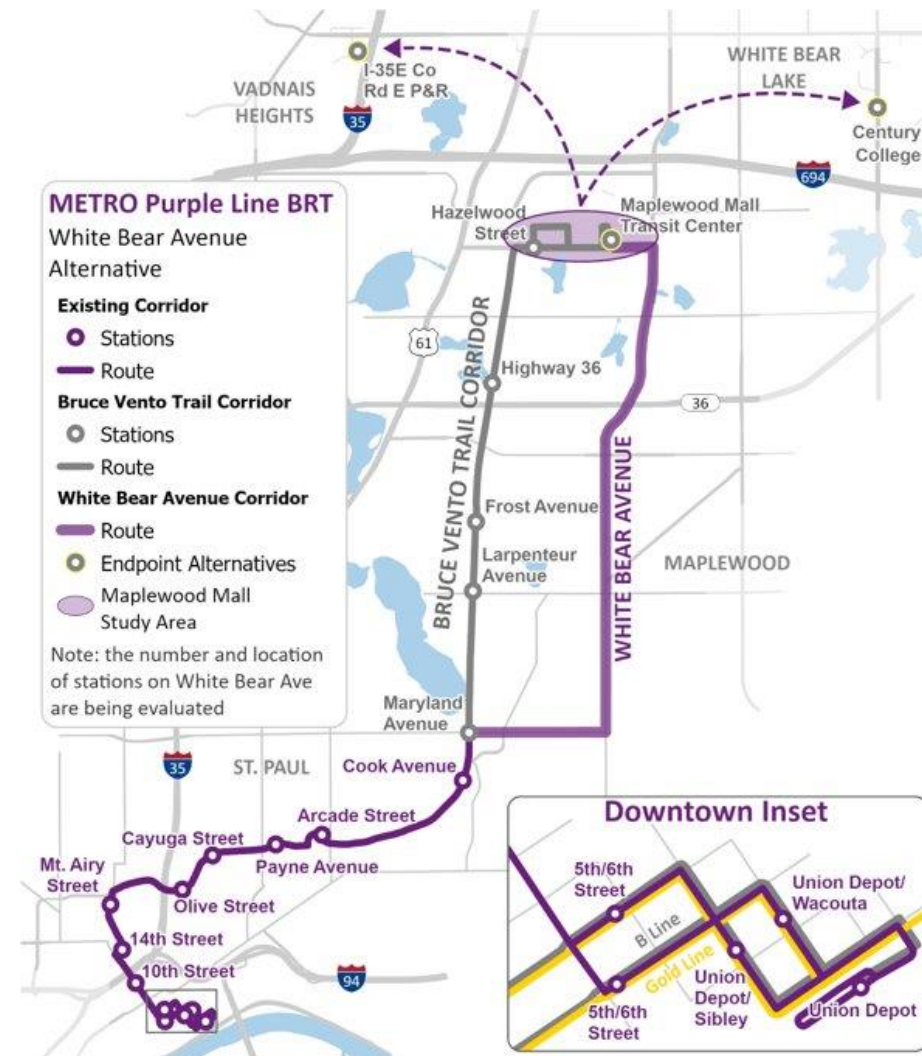 I-35E Co
Rd E P&R
VADNAIS
HEIGHTS
35
WHITE BEAR
LAKE
Century
College
694
METRO Purple Line BRT
White Bear Avenue
Alternative
Existing Corridor
Stations
Route
Bruce Vento Trail Corridor
Stations
Route
White Bear Avenue Corridor
Route
Endpoint Alternatives
Maplewood Mall
Study Area
Note: the number and location
of stations on White Bear Ave
are being evaluated
Hazelwood
Street
Maplewood Mall
Transit Center
61
BRUCE VENTO TRAIL CORRIDOR
Highway 36
36
WHITE BEAR AVENUE
Frost Avenue
Larpenteur
Avenue
MAPLEWOOD
Maryland
Avenue
35
ST. PAUL
Cook Avenue
Arcade Street
Cayuga Street
Payne Avenue
Mt. Airy
Street
Olive Street
14th Street
10th Street
94
Downtown Inset
5th/6th
Street
B Line
Gold Line
Union Depot/
Wacouta
5th/6th
Street
Union
Depot/
Sibley
Union Depot